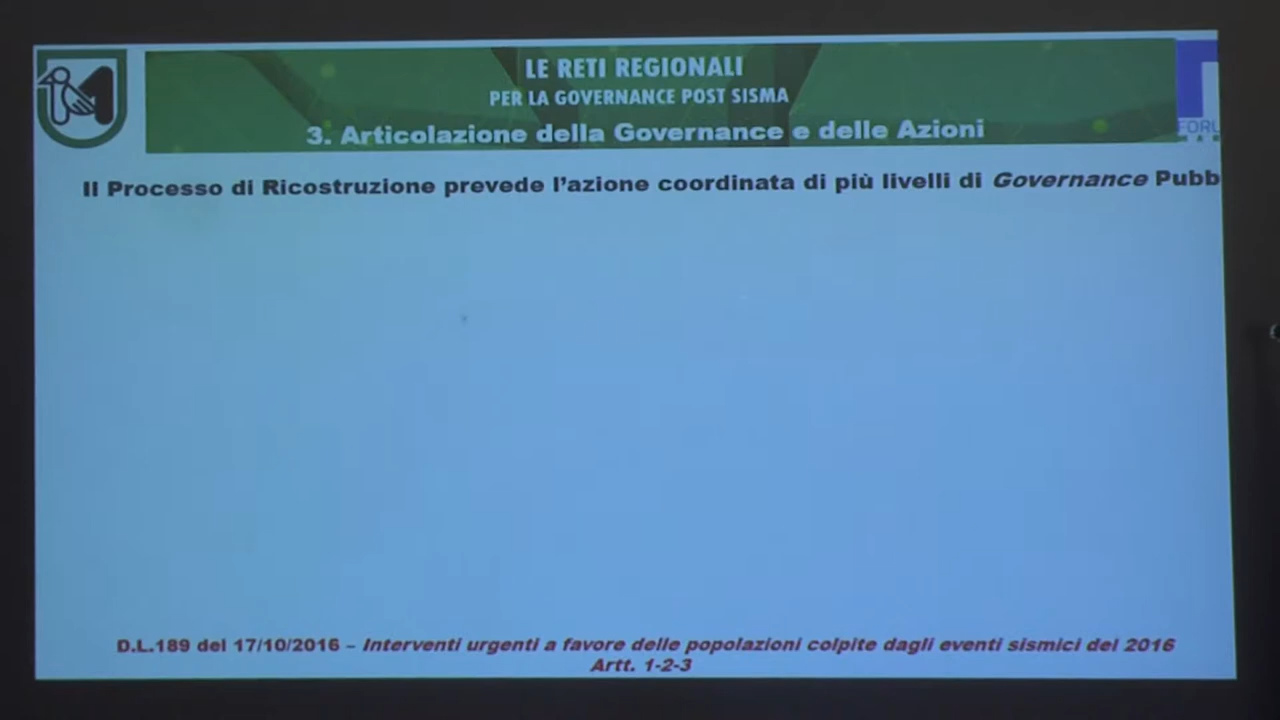 LE RETI REGIONALI
PER LA GOVERNANCE POST SISMA
3. Articolazione della Governance e delle Azioni
FORU
Il Processo di Ricostruzione prevede l'azione coordinata di più livelli di Governance Pubb
D.L.189 del 17/10/2016 – Interventi urgenti a favore delle popolazioni colpite dagli eventi sismici del 2016
Artt. 1-2-3